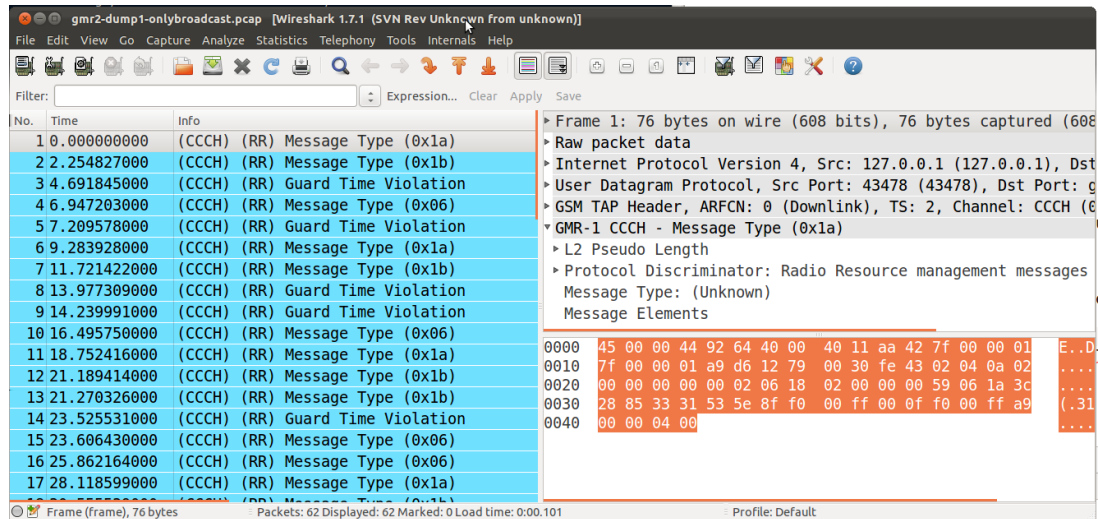 gmr2-dump1-onlybroadcast.pcap [Wireshark 1.7.1 (SVN Rev Unknown from unknown)]
File Edit View Go Capture Analyze Statistics Telephony Tools Internals Help
Filter: Expression... Clear Apply Save
No. Time Info
1 0.000000000 (CCCH) (RR) Message Type (0x1a)
2 2.254827000 (CCCH) (RR) Message Type (0x1b)
3 4.691845000 (CCCH) (RR) Guard Time Violation
4 6.947203000 (CCCH) (RR) Message Type (0x06)
5 7.209578000 (CCCH) (RR) Guard Time Violation
6 9.283928000 (CCCH) (RR) Message Type (0x1a)
7 11.721422000 (CCCH) (RR) Message Type (0x1b)
8 13.977309000 (CCCH) (RR) Guard Time Violation
9 14.239991000 (CCCH) (RR) Guard Time Violation
10 16.495750000 (CCCH) (RR) Message Type (0x06)
11 18.752416000 (CCCH) (RR) Message Type (0x1a)
12 21.189414000 (CCCH) (RR) Message Type (0x1b)
13 21.270326000 (CCCH) (RR) Message Type (0x1b)
14 23.525531000 (CCCH) (RR) Guard Time Violation
15 23.606430000 (CCCH) (RR) Message Type (0x06)
16 25.862164000 (CCCH) (RR) Message Type (0x06)
17 28.118599000 (CCCH) (RR) Message Type (0x1a)
Frame 1: 76 bytes on wire (608 bits), 76 bytes captured (608
Raw packet data
Internet Protocol Version 4, Src: 127.0.0.1 (127.0.0.1), Dst
User Datagram Protocol, Src Port: 43478 (43478), Dst Port: g
GSM TAP Header, ARFCN: 0 (Downlink), TS: 2, Channel: CCCH (0
GMR-1 CCCH - Message Type (0x1a)
L2 Pseudo Length
Protocol Discriminator: Radio Resource management messages
Message Type: (Unknown)
Message Elements
0000 45 00 00 44 92 64 40 00 40 11 aa 42 7f 00 00 01 E..D.
0010 7f 00 00 01 a9 d6 12 79 00 30 fe 43 02 04 0a 02 ....
0020 00 00 00 00 00 02 06 18 02 00 00 00 59 06 1a 3c ....
0030 28 85 33 31 53 5e 8f f0 00 ff 00 0f f0 00 ff a9 (.31
0040 00 00 04 00 ....
Frame (frame), 76 bytes Packets: 62 Displayed: 62 Marked: 0 Load time: 0:00.101 Profile: Default